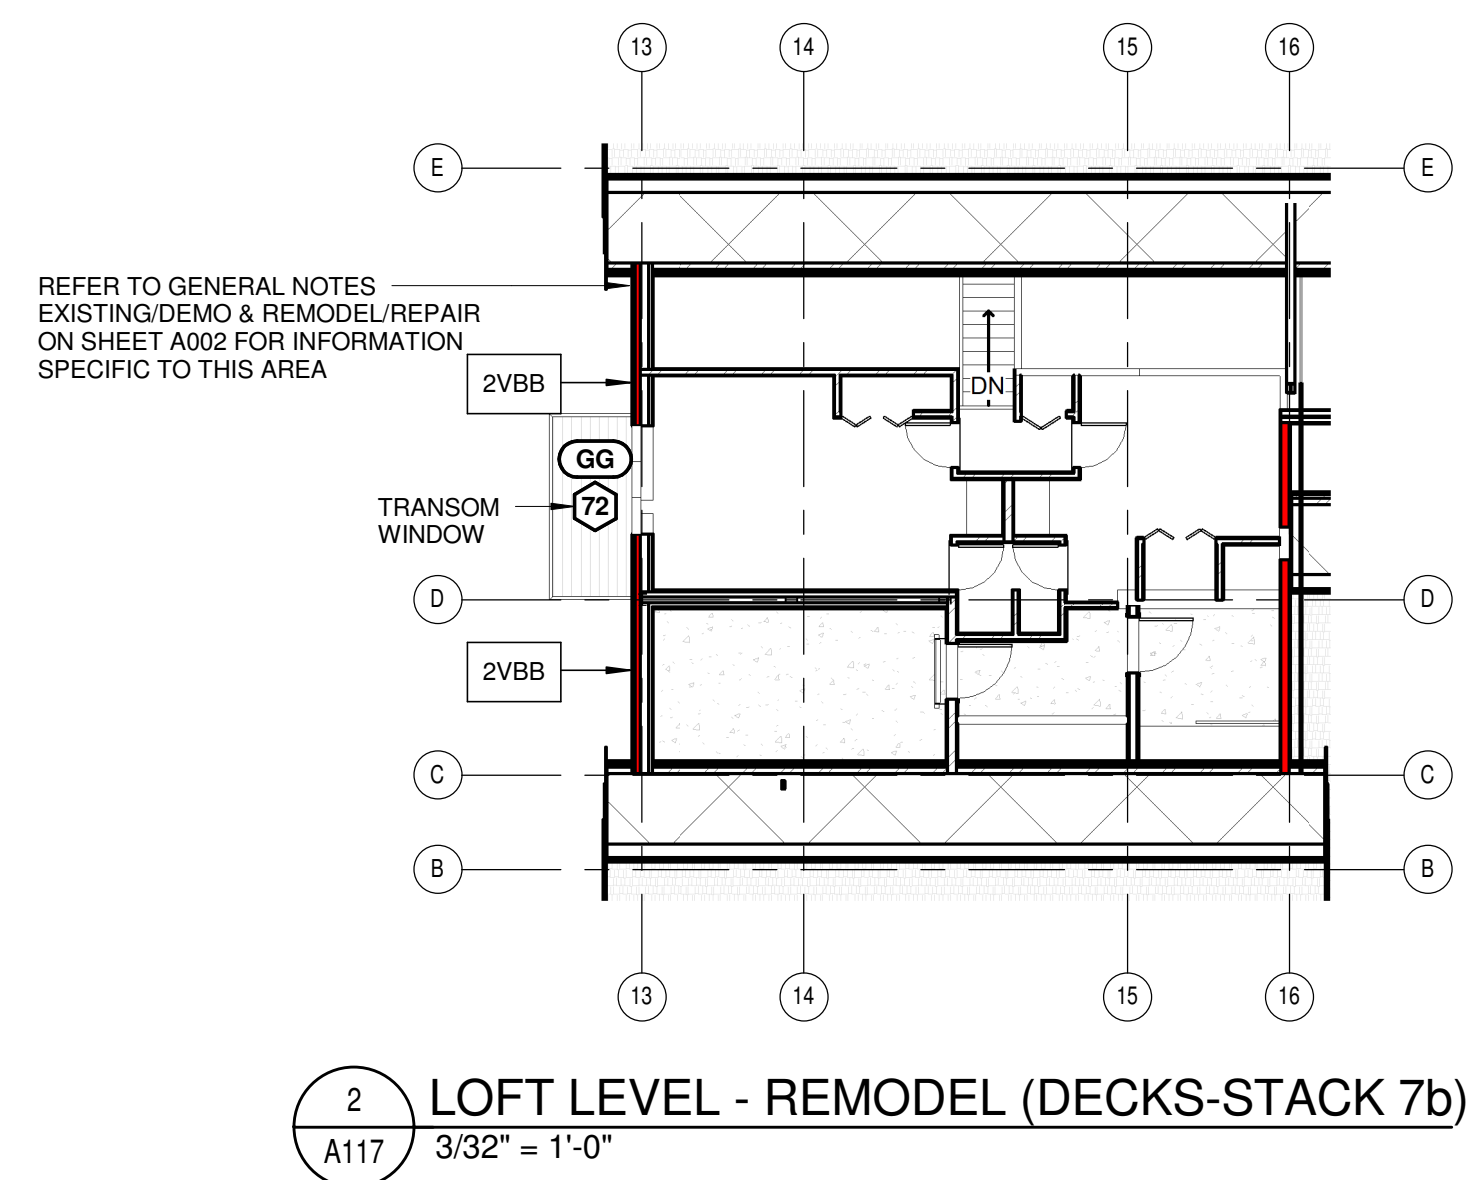 13
14
15
16
E
E
REFER TO GENERAL NOTES
EXISTING/DEMO & REMODEL/REPAIR
ON SHEET A002 FOR INFORMATION
SPECIFIC TO THIS AREA
2VBB
DN
GG
72
TRANSOM
WINDOW
D
D
2VBB
C
C
B
B
13
14
15
16
2
A117
LOFT LEVEL - REMODEL (DECKS-STACK 7b)
3/32" = 1'-0"